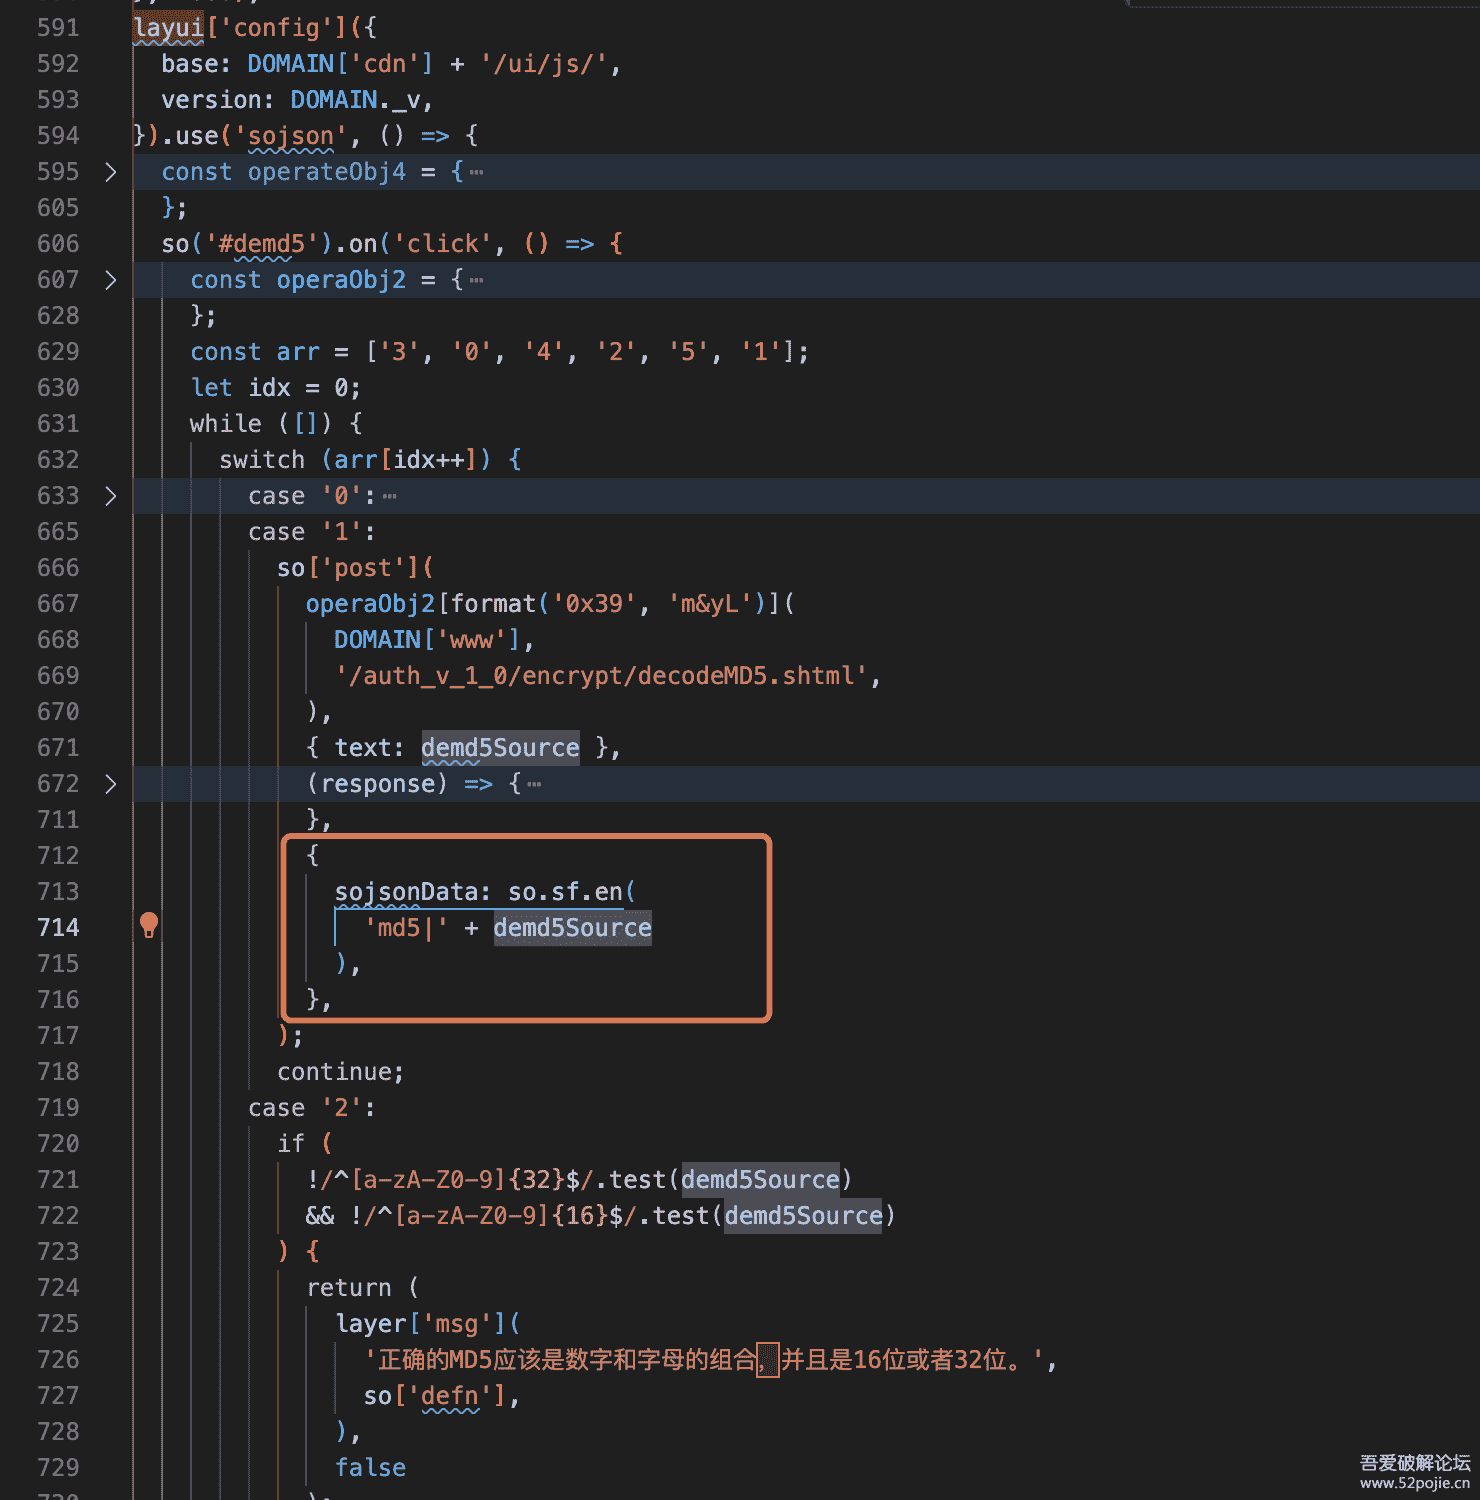 591 layui['config']({
592 base: DOMAIN['cdn'] + '/ui/js/',
593 version: DOMAIN._v,
594 }).use('sojson', () => {
595 const operateObj4 = {⋯
605 };
606 so('#demd5').on('click', () => {
607 const operaObj2 = {⋯
628 };
629 const arr = ['3', '0', '4', '2', '5', '1'];
630 let idx = 0;
631 while ([]) {
632 switch (arr[idx++]) {
633 case '0':⋯
665 case '1':
666 so['post'](
667 operaObj2[format('0x39', 'm&yL')](
668 DOMAIN['www'],
669 '/auth_v_1_0/encrypt/decodeMD5.shtml',
670 ),
671 { text: demd5Source },
672 (response) => {⋯
711 },
712 {
713 sojsonData: so.sf.en(
714 'md5|' + demd5Source
715 ),
716 },
717 );
718 continue;
719 case '2':
720 if (
721 !/^[a-zA-Z0-9]{32}$/.test(demd5Source)
722 && !/^[a-zA-Z0-9]{16}$/.test(demd5Source)
723 ) {
724 return (
725 layer['msg'](
726 '正确的MD5应该是数字和字母的组合，并且是16位或者32位。',
727 so['defn'],
728 ),
729 false
吾爱破解论坛
www.52pojie.cn